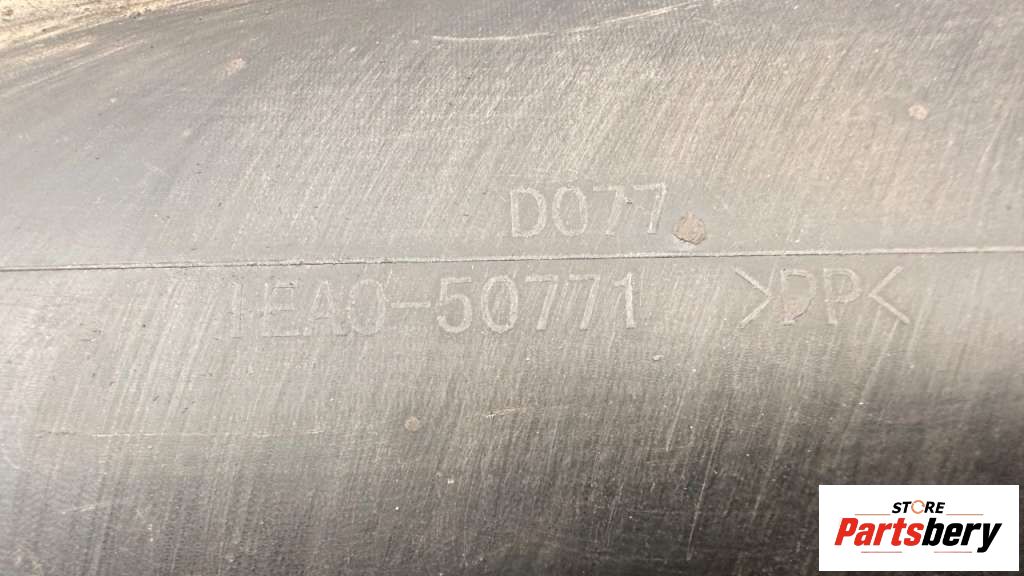 D077
1EA0-50771 >PP<
STORE
Partsbery